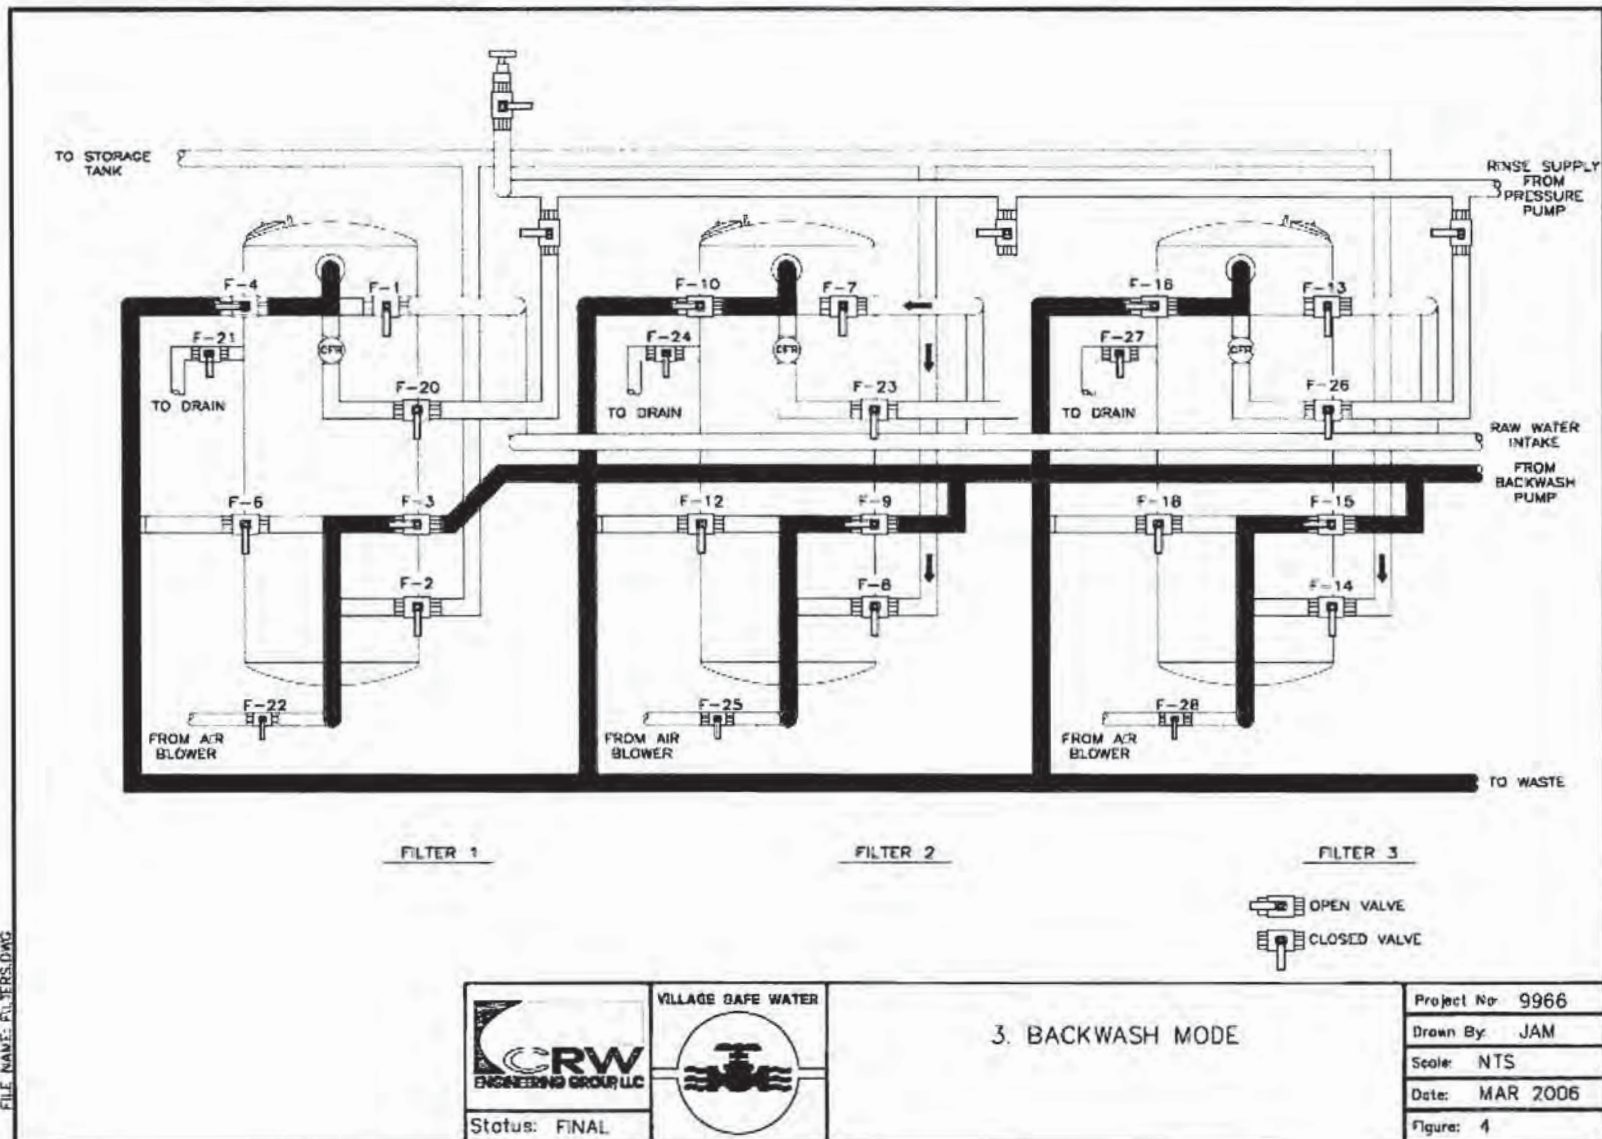 TO STORAGE
TANK
RINSE SUPPLY
FROM
PRESSURE
PUMP
F-4
F-1
F-10
F-7
F-16
F-13
F-21
F-24
F-27
CFR
CFR
CFR
F-20
F-23
F-26
TO DRAIN
TO DRAIN
TO DRAIN
RAW WATER
INTAKE
FROM
BACKWASH
PUMP
F-6
F-3
F-12
F-9
F-18
F-15
F-2
F-8
F-14
F-22
F-25
F-28
FROM AIR
BLOWER
FROM AIR
BLOWER
FROM AIR
BLOWER
TO WASTE
FILTER 1
FILTER 2
FILTER 3
OPEN VALVE
CLOSED VALVE
FILE NAME: FILTERS.DWG
CRW
ENGINEERING GROUP, LLC
Status: FINAL
VILLAGE SAFE WATER
3. BACKWASH MODE
Project No: 9966
Drawn By: JAM
Scale: NTS
Date: MAR 2006
Figure: 4